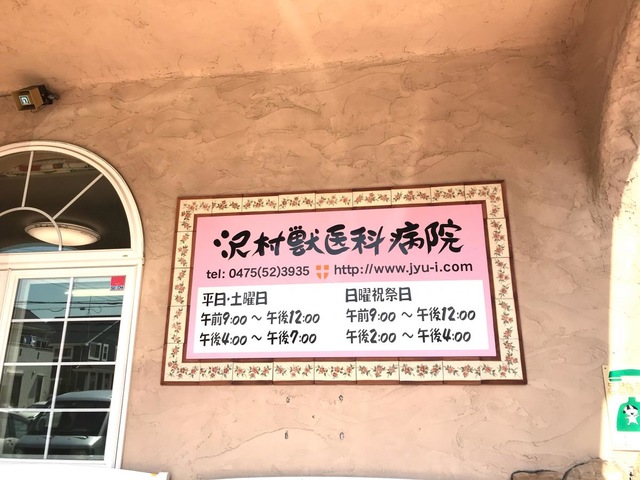 沢村獣医科病院
tel: 0475(52)3935 http://www.jyu-i.com
平日・土曜日
午前9:00 〜 午後12:00
午後4:00 〜 午後7:00
日曜祝祭日
午前9:00 〜 午後12:00
午後2:00 〜 午後4:00